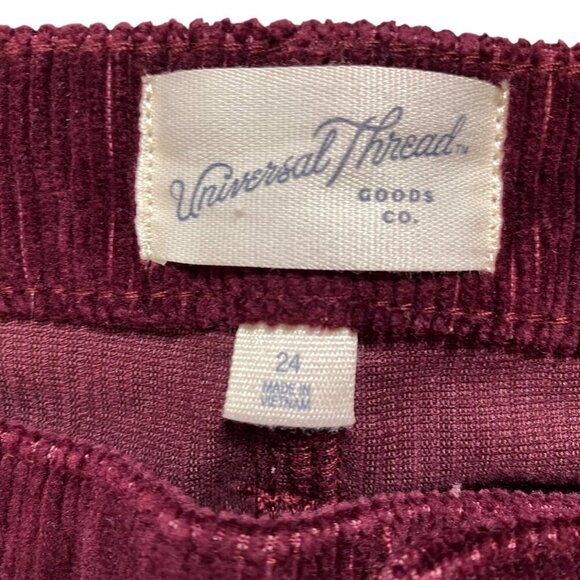 Universal Thread™
GOODS
CO.
24
MADE IN
VIETNAM